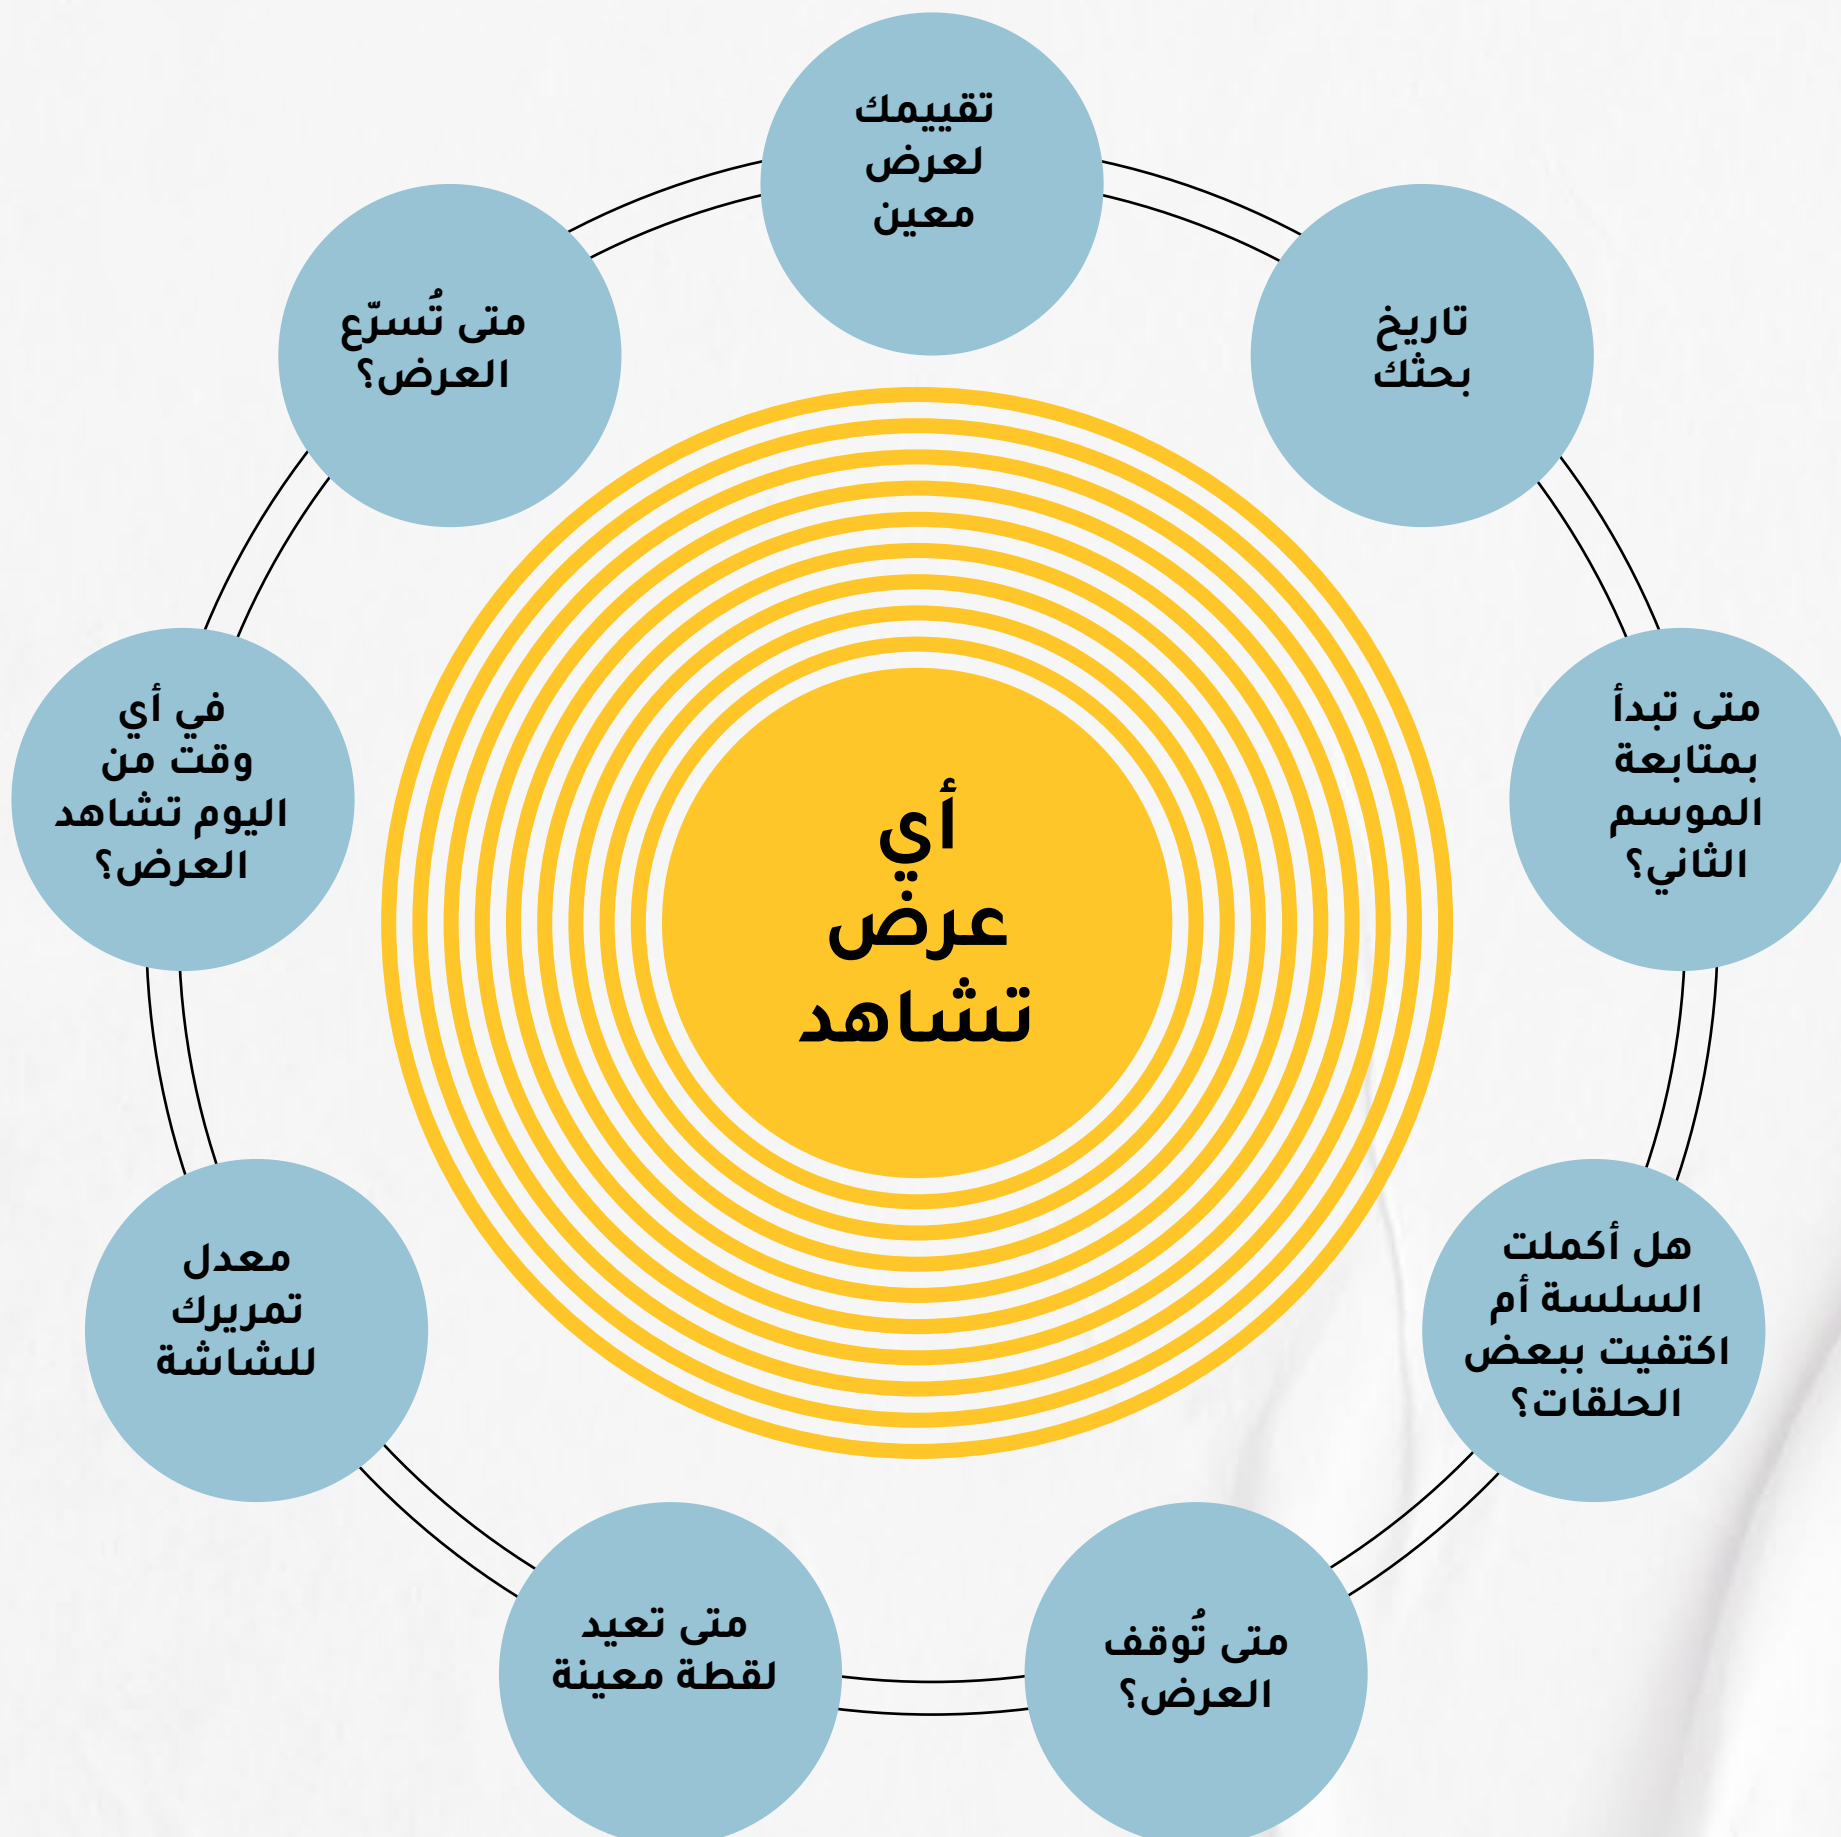 تقييمك
لعرض
معين
تاريخ
بحثك
متى تبدأ
بمتابعة
الموسم
الثاني؟
هل أكملت
السلسة أم
اكتفيت ببعض
الحلقات؟
متى تُوقف
العرض؟
متى تعيد
لقطة معينة
معدل
تمريرك
للشاشة
في أي
وقت من
اليوم تشاهد
العرض؟
متى تُسرّع
العرض؟
أي
عرض
تشاهد